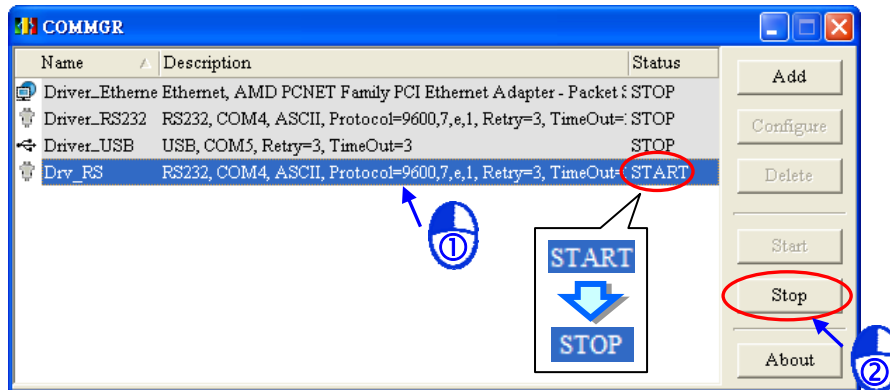 COMMGR
Name Description Status
Driver_Etherne Ethernet, AMD PCNET Family PCI Ethernet Adapter - Packet S STOP
Driver_RS232 RS232, COM4, ASCII, Protocol=9600,7,e,1, Retry=3, TimeOut=: STOP
Driver_USB USB, COM5, Retry=3, TimeOut=3 STOP
Drv_RS RS232, COM4, ASCII, Protocol=9600,7,e,1, Retry=3, TimeOut= START
Add
Configure
Delete
Start
Stop
About
①
START
STOP
②